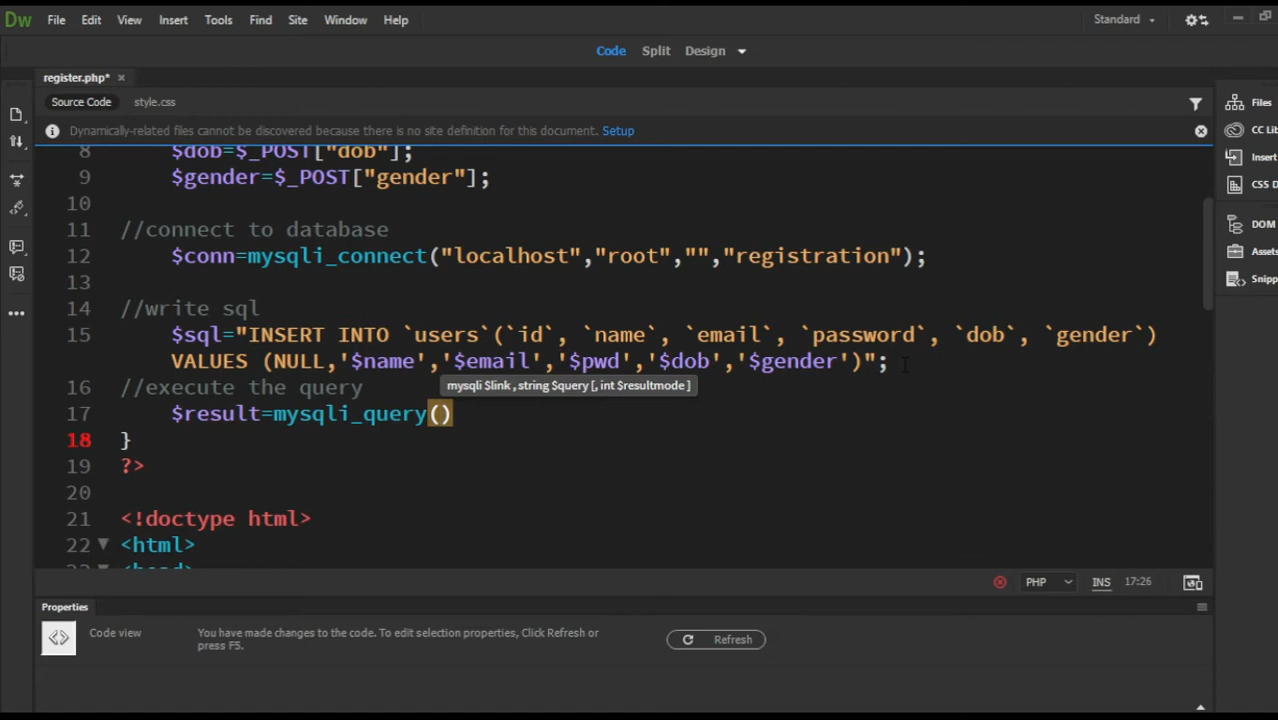 Dw File Edit View Insert Tools Find Site Window Help Standard
Code Split Design
register.php*
Source Code style.css
Dynamically-related files cannot be discovered because there is no site definition for this document. Setup
8 $dob=$_POST["dob"];
9 $gender=$_POST["gender"];
10
11 //connect to database
12 $conn=mysqli_connect("localhost","root","","registration");
13
14 //write sql
15 $sql="INSERT INTO `users`(`id`, `name`, `email`, `password`, `dob`, `gender`)
VALUES (NULL,'$name','$email','$pwd','$dob','$gender')";
16 //execute the query
mysqli $link , string $query [, int $resultmode ]
17 $result=mysqli_query()
18 }
19 ?>
20
21 <!doctype html>
22 <html>
Files
CC Lib
Insert
CSS D
DOM
Assets
Snipp
PHP INS 17:26
Properties
Code view You have made changes to the code. To edit selection properties, Click Refresh or
press F5.
Refresh